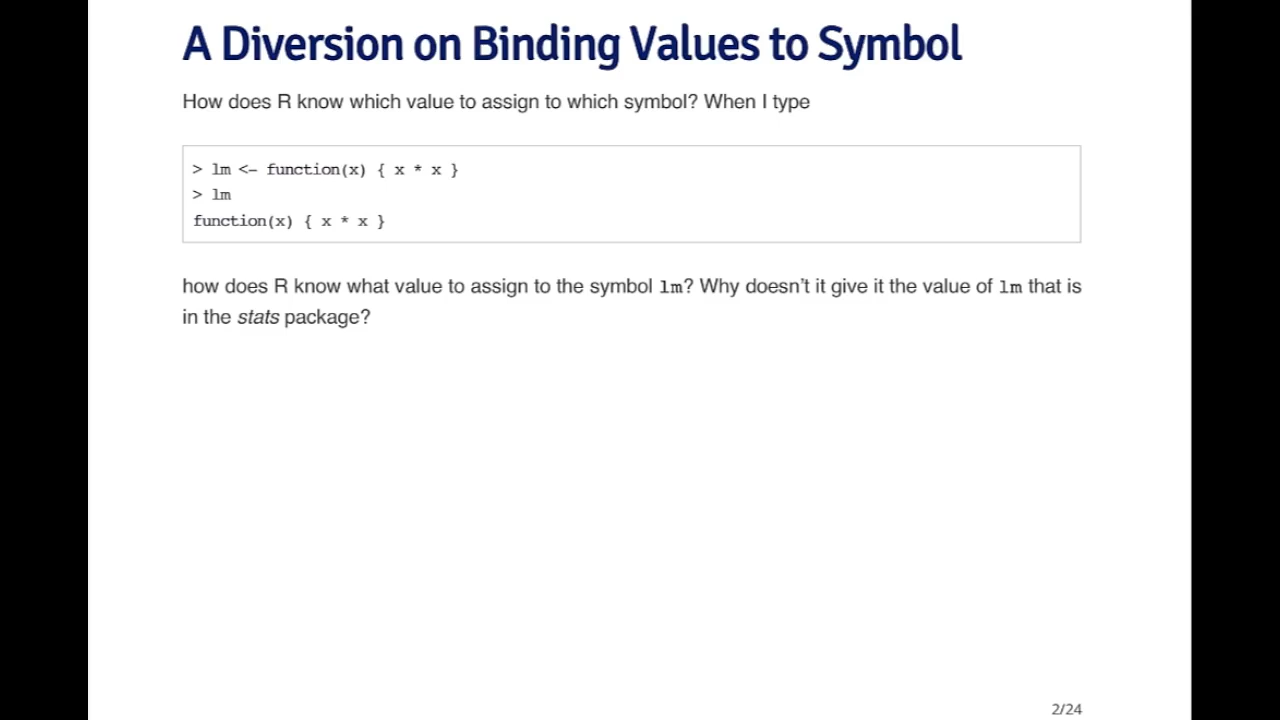 A Diversion on Binding Values to Symbol
How does R know which value to assign to which symbol? When I type
> lm <- function(x) { x * x }
> lm
function(x) { x * x }
how does R know what value to assign to the symbol lm? Why doesn't it give it the value of lm that is
in the stats package?
2/24